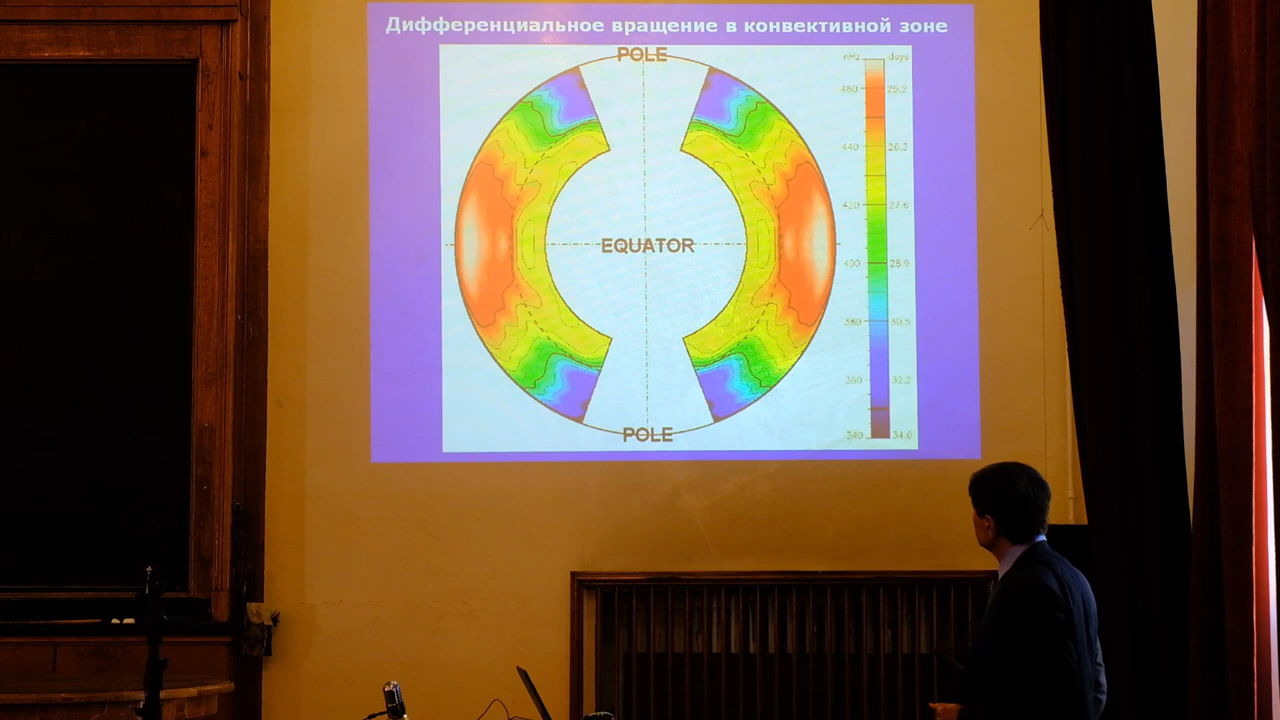 Дифференциальное вращение в конвективной зоне
POLE
nHz days
460 25.2
440 26.3
420 27.6
EQUATOR
400 28.9
380 30.5
360 32.2
POLE
340 34.0